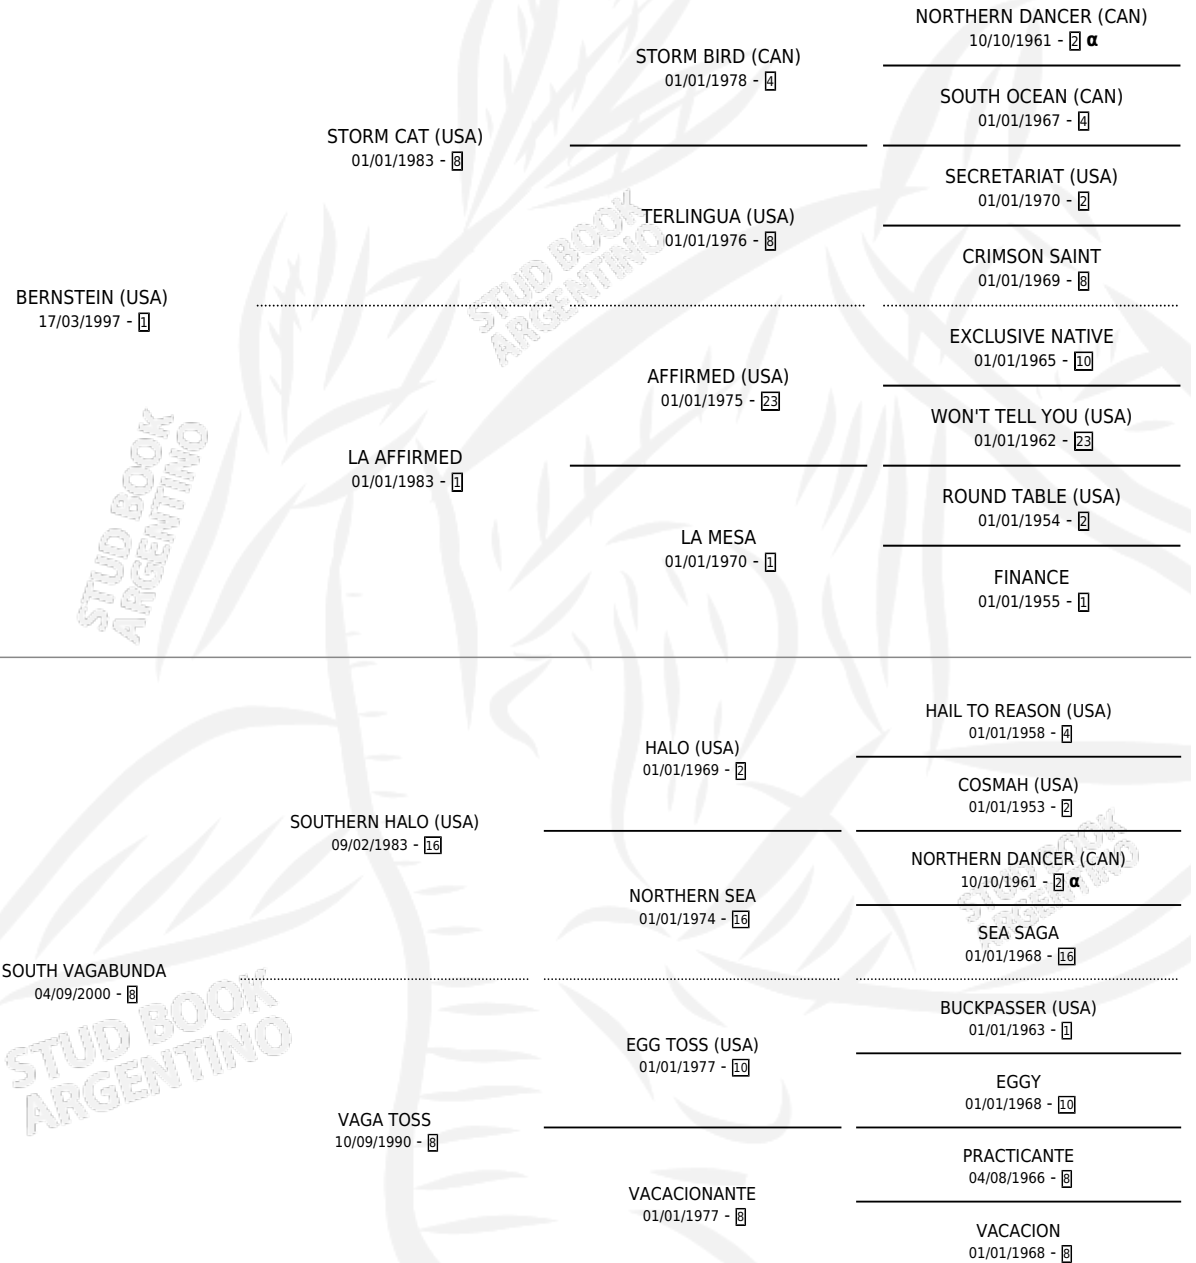 NORTHERN DANCER (CAN)
10/10/1961 - 2 α
STORM BIRD (CAN)
01/01/1978 - 4
SOUTH OCEAN (CAN)
01/01/1967 - 4
STORM CAT (USA)
01/01/1983 - 8
SECRETARIAT (USA)
01/01/1970 - 2
TERLINGUA (USA)
01/01/1976 - 8
CRIMSON SAINT
01/01/1969 - 8
BERNSTEIN (USA)
17/03/1997 - 1
EXCLUSIVE NATIVE
01/01/1965 - 10
AFFIRMED (USA)
01/01/1975 - 23
WON'T TELL YOU (USA)
01/01/1962 - 23
LA AFFIRMED
01/01/1983 - 1
ROUND TABLE (USA)
01/01/1954 - 2
LA MESA
01/01/1970 - 1
FINANCE
01/01/1955 - 1
HAIL TO REASON (USA)
01/01/1958 - 4
HALO (USA)
01/01/1969 - 2
COSMAH (USA)
01/01/1953 - 2
SOUTHERN HALO (USA)
09/02/1983 - 16
NORTHERN DANCER (CAN)
10/10/1961 - 2 α
NORTHERN SEA
01/01/1974 - 16
SEA SAGA
01/01/1968 - 16
SOUTH VAGABUNDA
04/09/2000 - 8
BUCKPASSER (USA)
01/01/1963 - 1
EGG TOSS (USA)
01/01/1977 - 10
EGGY
01/01/1968 - 10
VAGA TOSS
10/09/1990 - 8
PRACTICANTE
04/08/1966 - 8
VACACIONANTE
01/01/1977 - 8
VACACION
01/01/1968 - 8
STUD BOOK
ARGENTINO
STUD BOOK
ARGENTINO
STUD BOOK
ARGENTINO
STUD BOOK
ARGENTINO